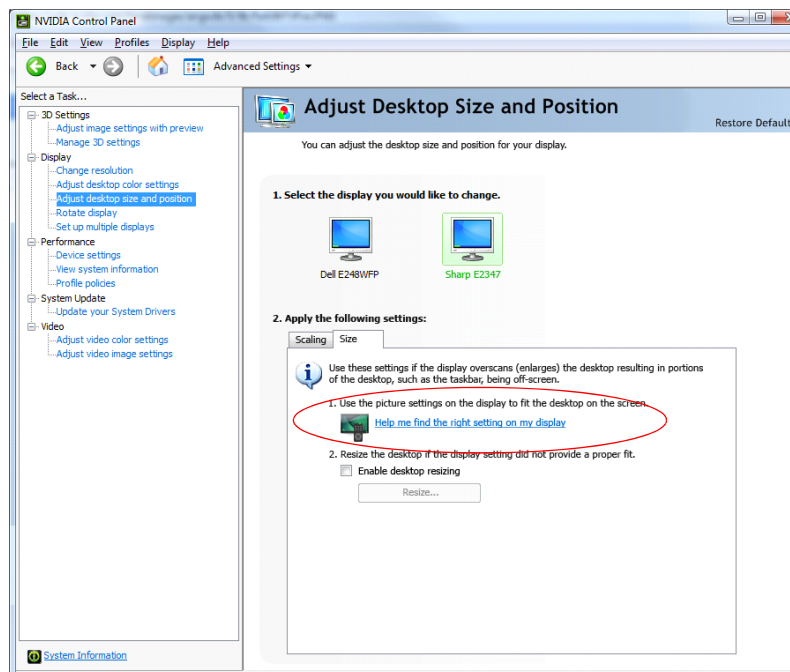 NVIDIA Control Panel
File Edit View Profiles Display Help
Back Advanced Settings
Select a Task...
3D Settings
Adjust image settings with preview
Manage 3D settings
Display
Change resolution
Adjust desktop color settings
Adjust desktop size and position
Rotate display
Set up multiple displays
Performance
Device settings
View system information
Profile policies
System Update
Update your System Drivers
Video
Adjust video color settings
Adjust video image settings
System Information
Adjust Desktop Size and Position
Restore Default
You can adjust the desktop size and position for your display.
1. Select the display you would like to change.
Dell E248WFP Sharp E2347
2. Apply the following settings:
Scaling Size
Use these settings if the display overscans (enlarges) the desktop resulting in portions
of the desktop, such as the taskbar, being off-screen.
1. Use the picture settings on the display to fit the desktop on the screen.
Help me find the right setting on my display
2. Resize the desktop if the display setting did not provide a proper fit.
Enable desktop resizing
Resize...